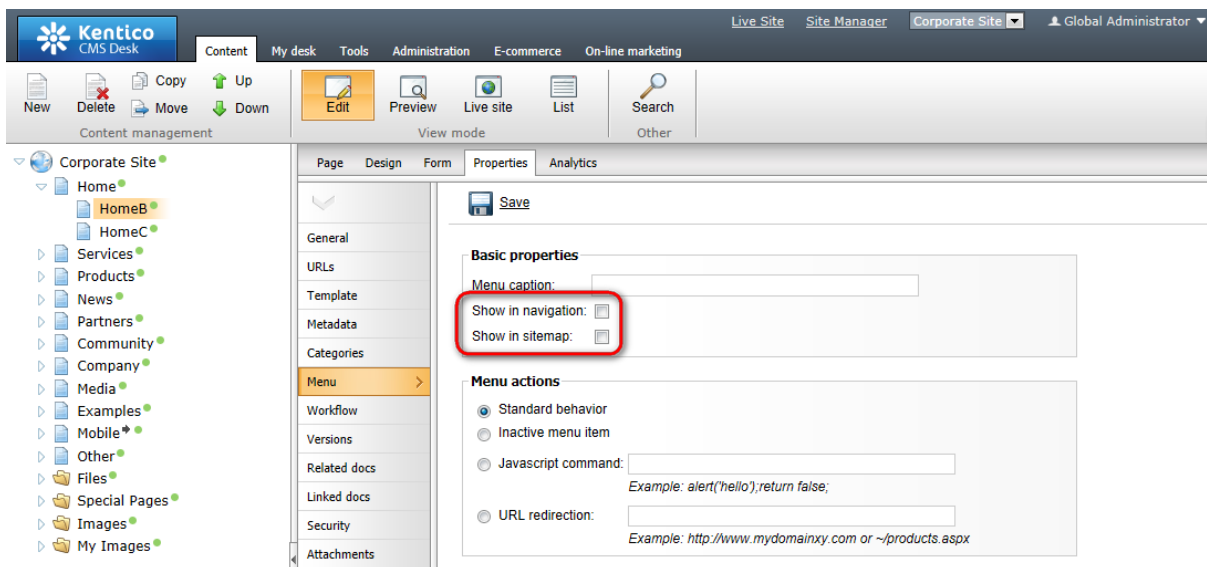 Live Site Site Manager Corporate Site Global Administrator
Kentico
CMS Desk
Content My desk Tools Administration E-commerce On-line marketing
New Delete Copy Move Up Down
Content management
Edit Preview Live site List
View mode
Search
Other
Corporate Site
Home
HomeB
HomeC
Services
Products
News
Partners
Community
Company
Media
Examples
Mobile
Other
Files
Special Pages
Images
My Images
Page Design Form Properties Analytics
General
URLs
Template
Metadata
Categories
Menu
Workflow
Versions
Related docs
Linked docs
Security
Attachments
Save
Basic properties
Menu caption:
Show in navigation:
Show in sitemap:
Menu actions
Standard behavior
Inactive menu item
Javascript command:
Example: alert('hello');return false;
URL redirection:
Example: http://www.mydomainxy.com or ~/products.aspx